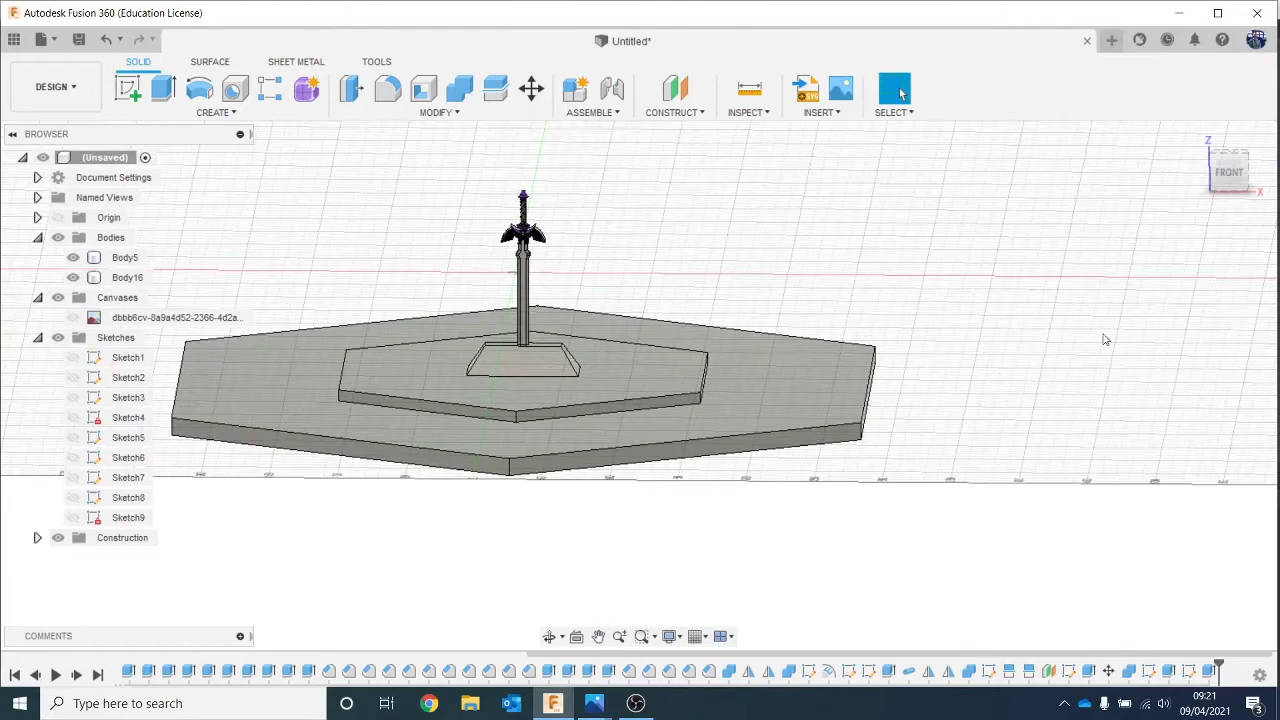 Autodesk Fusion 360 (Education License)
Untitled*
SOLID SURFACE SHEET METAL TOOLS
DESIGN
CREATE MODIFY ASSEMBLE CONSTRUCT INSPECT INSERT SELECT
BROWSER
(Unsaved)
Document Settings
Named Views
Origin
Bodies
Body5
Body16
Canvases
dbbb6cv-8a9a4d52-2366-4d2a...
Sketches
Sketch1
Sketch2
Sketch3
Sketch4
Sketch5
Sketch6
Sketch7
Sketch8
Sketch9
Construction
Z
FRONT
X
COMMENTS
Type here to search
09:21
09/04/2021
3